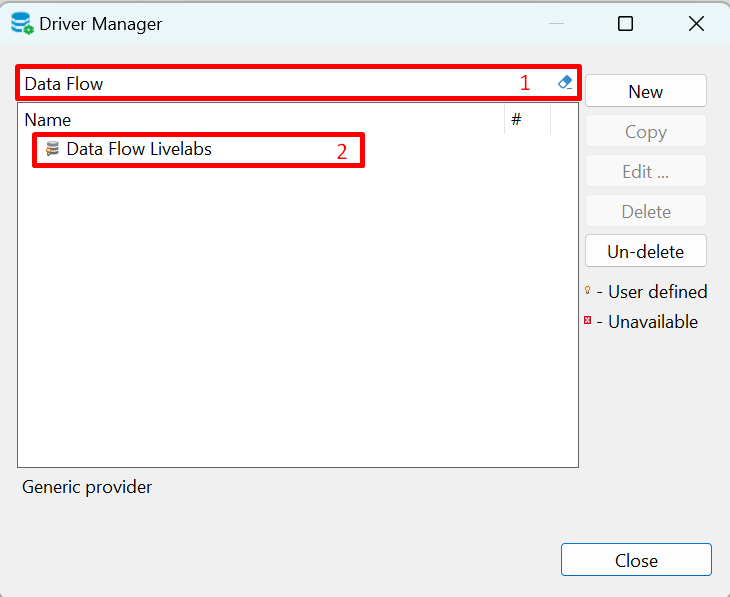 Driver Manager
Data Flow 1
New
Name #
Copy
Data Flow Livelabs 2
Edit ...
Delete
Un-delete
- User defined
- Unavailable
Generic provider
Close